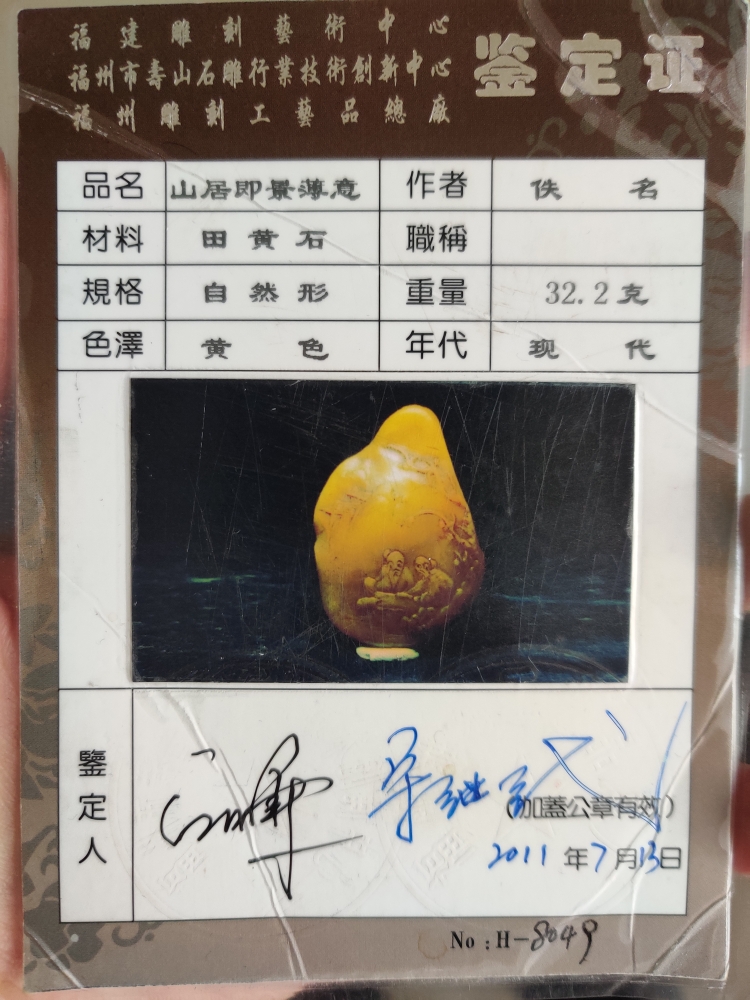 福建雕刻藝術中心
福州市壽山石雕行業技術創新中心
福州雕刻工藝品總廠
鉴定证
品名 山居即景薄意 作者 佚名
材料 田黄石 職稱
規格 自然形 重量 32.2克
色澤 黄色 年代 现代
鑒定人
(加蓋公章有效)
2011年7月13日
No:H-8049